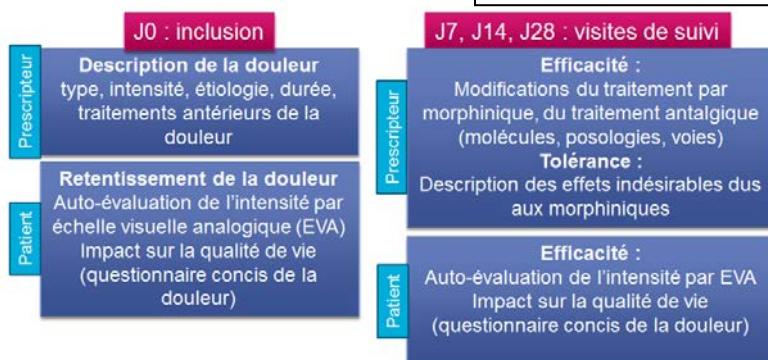 J0 : inclusion
Prescripteur
Description de la douleur
type, intensité, étiologie, durée,
traitements antérieurs de la
douleur
Patient
Retentissement de la douleur
Auto-évaluation de l'intensité par
échelle visuelle analogique (EVA)
Impact sur la qualité de vie
(questionnaire concis de la
douleur)
J7, J14, J28 : visites de suivi
Prescripteur
Efficacité :
Modifications du traitement par
morphinique, du traitement antalgique
(molécules, posologies, voies)
Tolérance :
Description des effets indésirables dus
aux morphiniques
Patient
Efficacité :
Auto-évaluation de l'intensité par EVA
Impact sur la qualité de vie
(questionnaire concis de la douleur)